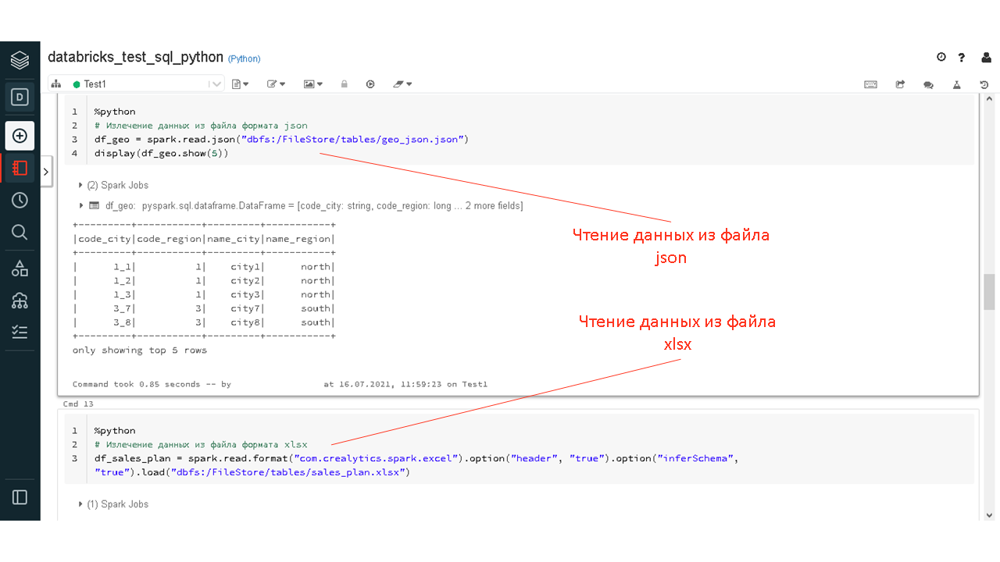 databricks_test_sql_python (Python)
Test1
D
1 %python
2 # Излечение данных из файла формата json
3 df_geo = spark.read.json("dbfs:/FileStore/tables/geo_json.json")
4 display(df_geo.show(5))
(2) Spark Jobs
df_geo: pyspark.sql.dataframe.DataFrame = [code_city: string, code_region: long ... 2 more fields]
+---------+-----------+---------+-----------+
|code_city|code_region|name_city|name_region|
+---------+-----------+---------+-----------+
| 1_1| 1| city1| north|
| 1_2| 1| city2| north|
| 1_3| 1| city3| north|
| 3_7| 3| city7| south|
| 3_8| 3| city8| south|
+---------+-----------+---------+-----------+
only showing top 5 rows
Чтение данных из файла
json
Чтение данных из файла
xlsx
Command took 0.85 seconds -- by at 16.07.2021, 11:59:23 on Test1
Cmd 13
1 %python
2 # Излечение данных из файла формата xlsx
3 df_sales_plan = spark.read.format("com.crealytics.spark.excel").option("header", "true").option("inferSchema",
"true").load("dbfs:/FileStore/tables/sales_plan.xlsx")
(1) Spark Jobs